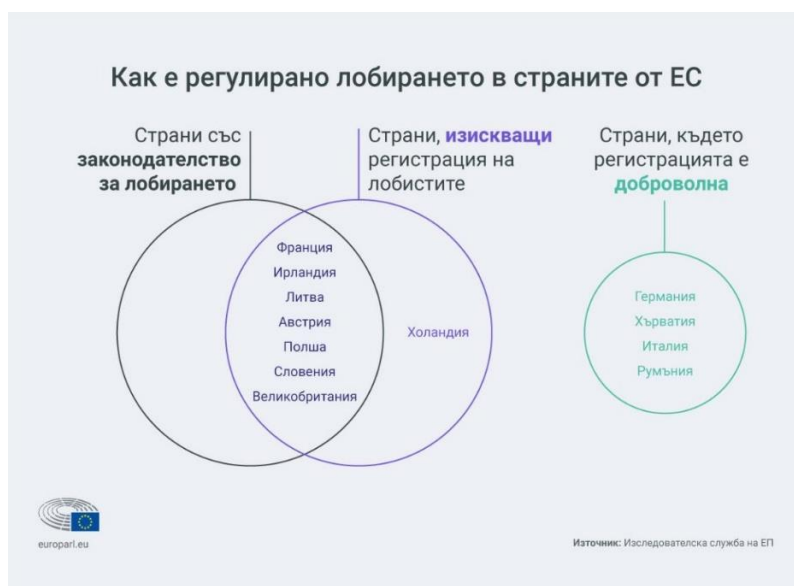 Как е регулирано лобирането в страните от ЕС
Страни със
законодателство
за лобирането
Страни, изискващи
регистрация на
лобистите
Страни, където
регистрацията е
доброволна
Франция
Ирландия
Литва
Австрия
Полша
Словения
Великобритания
Холандия
Германия
Хърватия
Италия
Румъния
europarl.eu
Източник: Изследователска служба на ЕП